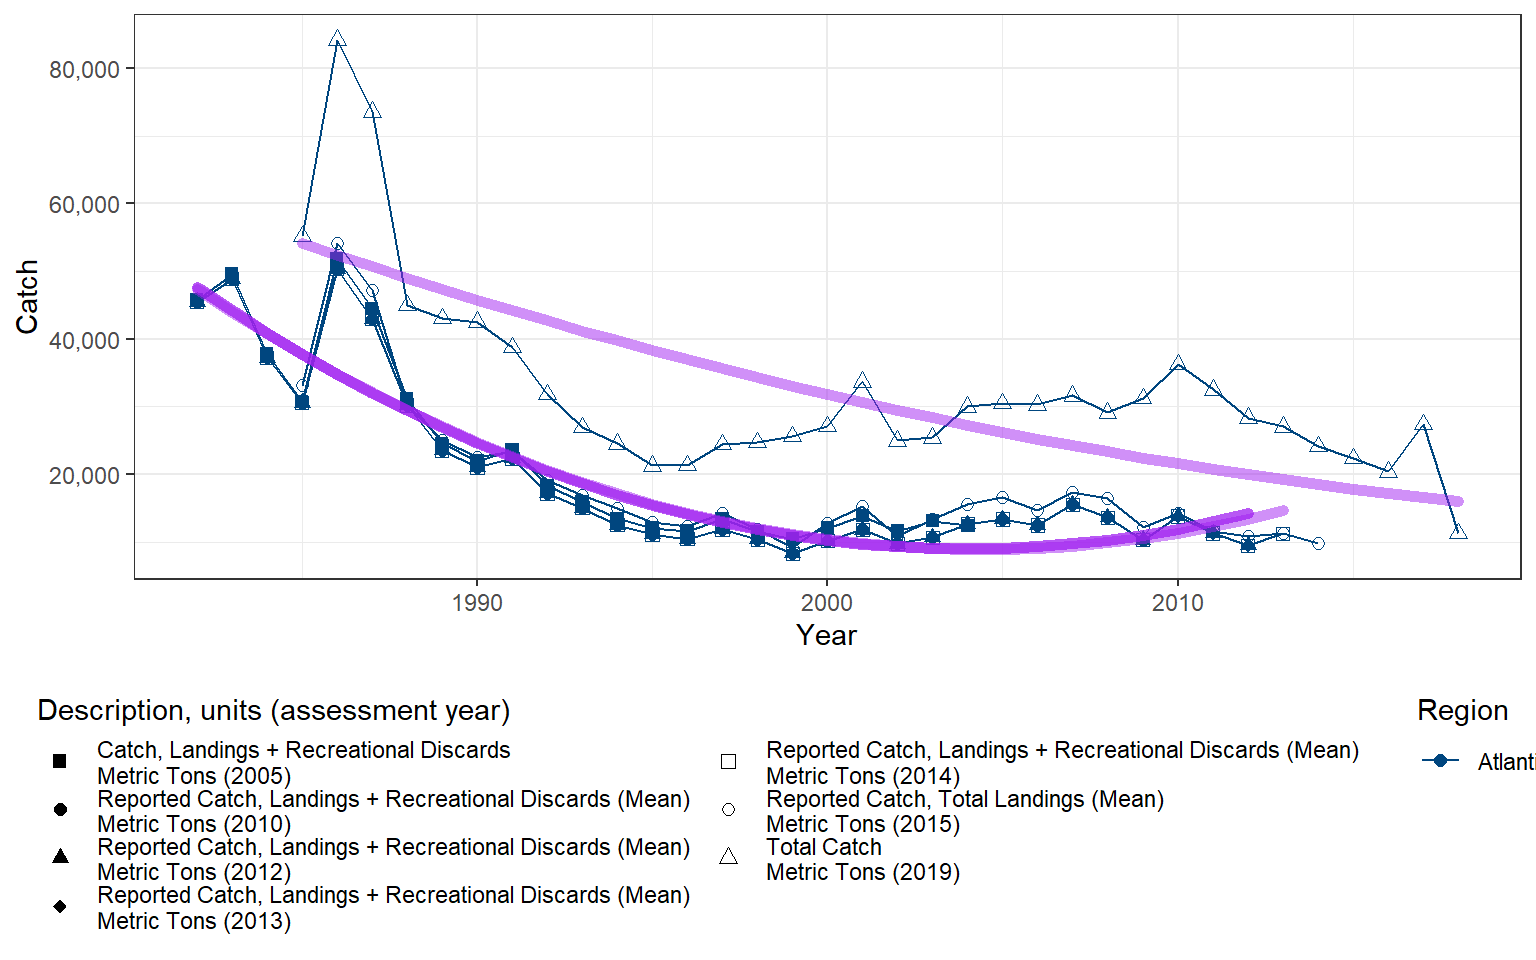 80,000
60,000
40,000
20,000
Catch
1990
2000
2010
Year
Description, units (assessment year)
Catch, Landings + Recreational Discards
Metric Tons (2005)
Reported Catch, Landings + Recreational Discards (Mean)
Metric Tons (2010)
Reported Catch, Landings + Recreational Discards (Mean)
Metric Tons (2012)
Reported Catch, Landings + Recreational Discards (Mean)
Metric Tons (2013)
Reported Catch, Landings + Recreational Discards (Mean)
Metric Tons (2014)
Reported Catch, Total Landings (Mean)
Metric Tons (2015)
Total Catch
Metric Tons (2019)
Region
Atlanti